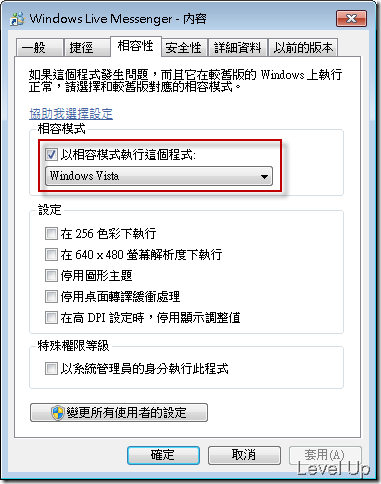 Windows Live Messenger - 內容
一般 捷徑 相容性 安全性 詳細資料 以前的版本
如果這個程式發生問題，而且它在較舊版的 Windows 上執行
正常，請選擇和較舊版對應的相容模式。
協助我選擇設定
相容模式
以相容模式執行這個程式:
Windows Vista
設定
在 256 色彩下執行
在 640 x 480 螢幕解析度下執行
停用圖形主題
停用桌面轉譯緩衝處理
在高 DPI 設定時，停用顯示調整值
特殊權限等級
以系統管理員的身分執行此程式
變更所有使用者的設定
確定 取消 套用(A)
Level Up